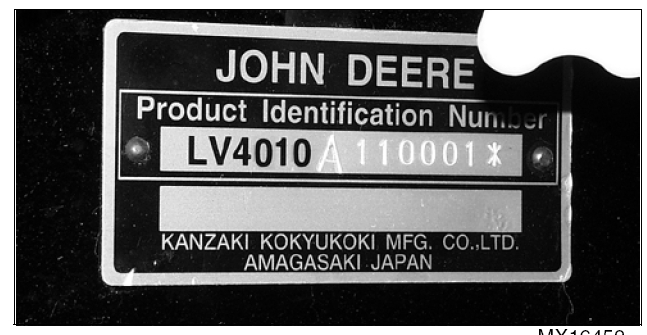 JOHN DEERE
Product Identification Number
LV4010 A 110001*
KANZAKI KOKYUKOKI MFG. CO.,LTD.
AMAGASAKI JAPAN